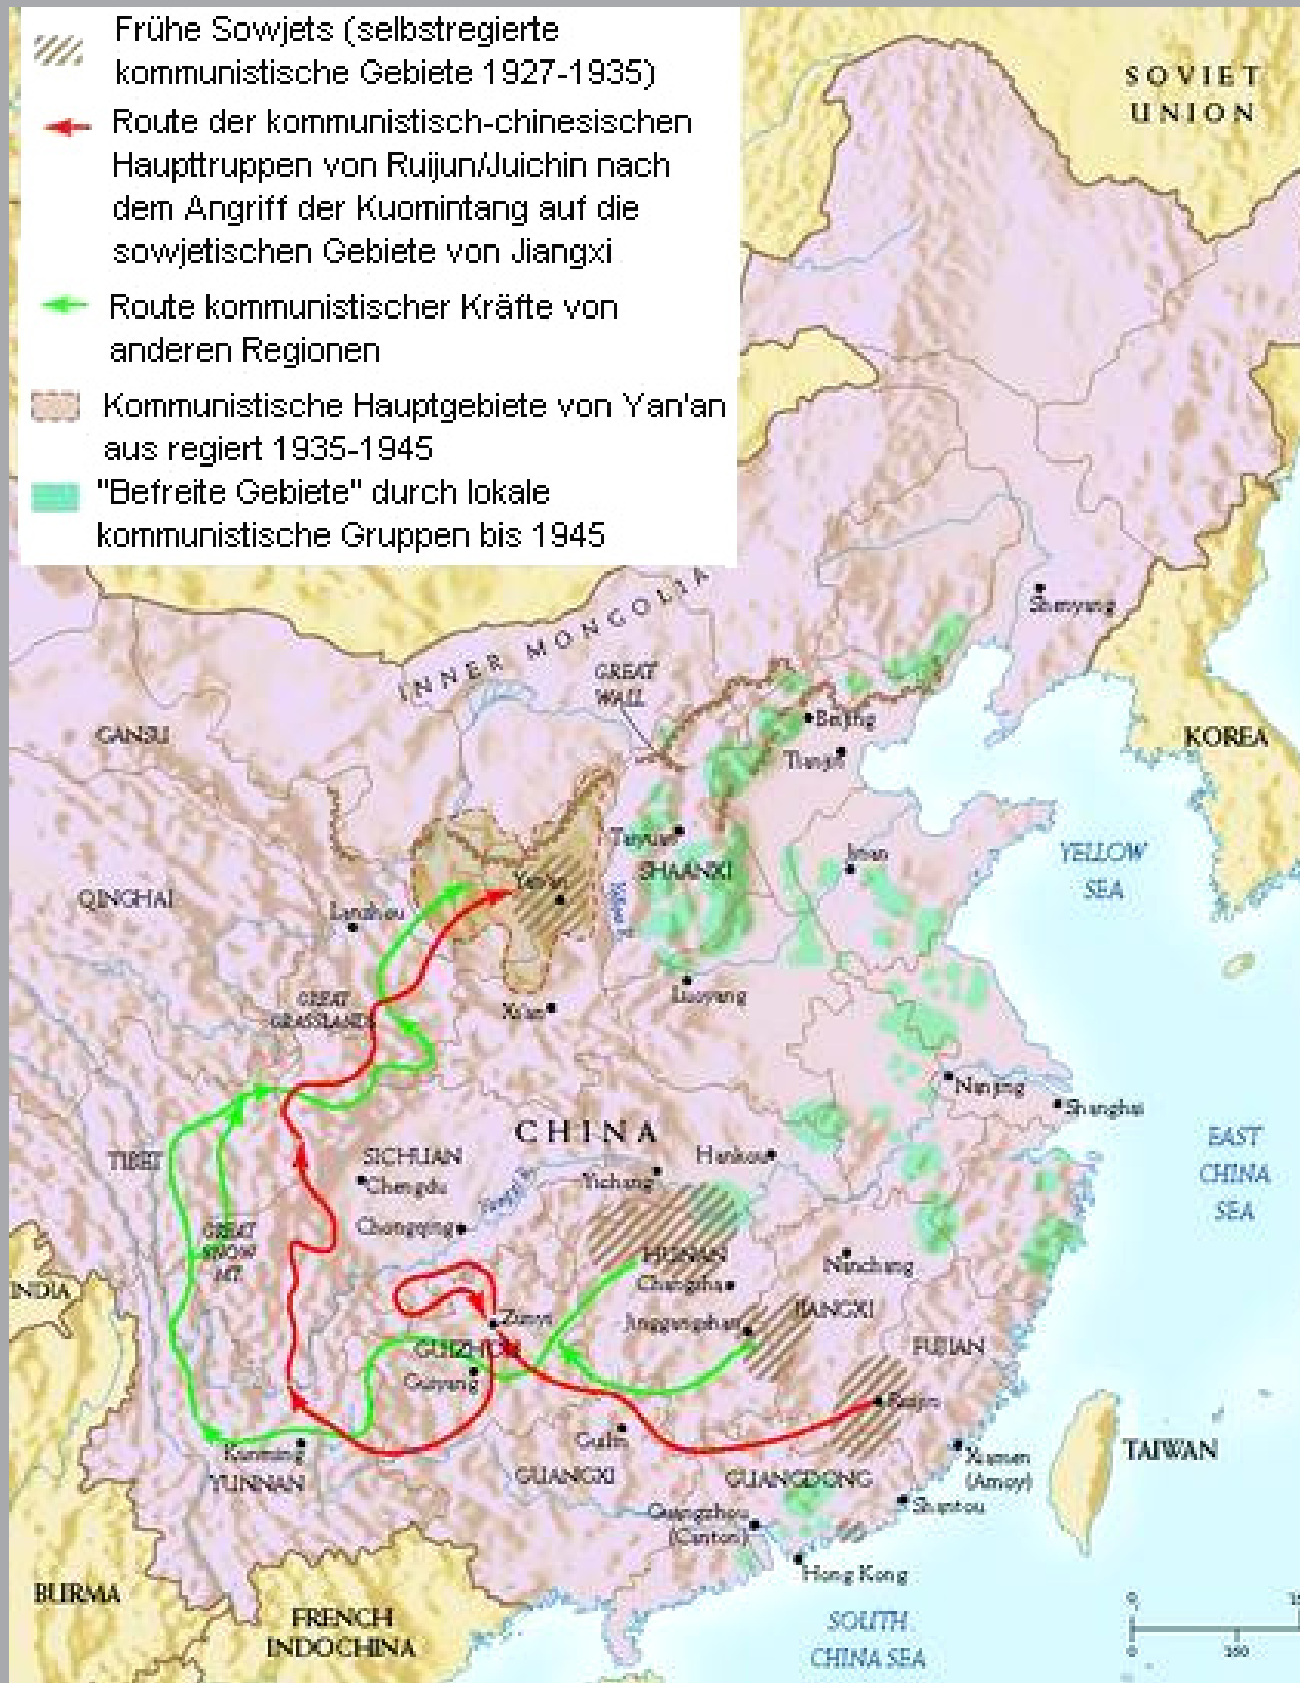 Frühe Sowjets (selbstregierte
kommunistische Gebiete 1927-1935)
Route der kommunistisch-chinesischen
Haupttruppen von Ruijun/Juichin nach
dem Angriff der Kuomintang auf die
sowjetischen Gebiete von Jiangxi
Route kommunistischer Kräfte von
anderen Regionen
Kommunistische Hauptgebiete von Yan'an
aus regiert 1935-1945
"Befreite Gebiete" durch lokale
kommunistische Gruppen bis 1945
SOVIET
UNION
INNER MONGOLIA
Shenyang
GREAT
WALL
GANSU
Beijing
Tianjin
KOREA
Taiyuan
SHAANXI
Jinan
YELLOW
SEA
Yan'an
QINGHAI
Lanzhou
GREAT
GRASSLANDS
Xi'an
Luoyang
Nanjing
Shanghai
CHINA
TIBET
SICHUAN
Chengdu
Hankou
Yichang
EAST
CHINA
SEA
Chongqing
GREAT
SNOW
MT.
HUNAN
Changsha
Nanchang
INDIA
Zunyi
Jinggangshan
JIANGXI
GUIZHOU
FUJIAN
Guiyang
Ruijin
Kunming
Guilin
YUNNAN
GUANGXI
GUANGDONG
Xiamen
(Amoy)
TAIWAN
Shantou
Guangzhou
(Canton)
Hong Kong
BURMA
FRENCH
INDOCHINA
SOUTH
CHINA SEA
0
0